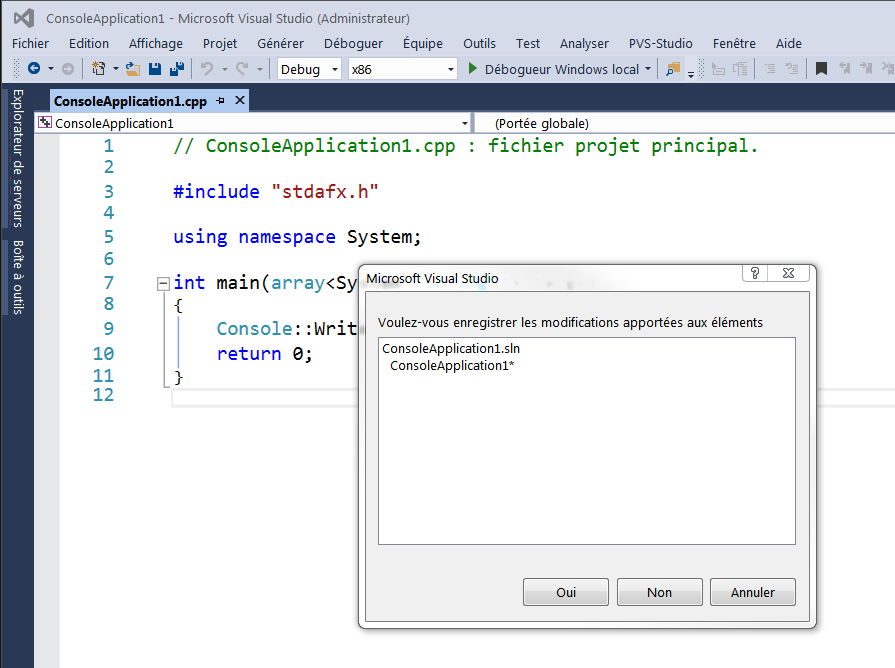 ConsoleApplication1 - Microsoft Visual Studio (Administrateur)
Fichier Edition Affichage Projet Générer Déboguer Équipe Outils Test Analyser PVS-Studio Fenêtre Aide
Debug x86 Débogueur Windows local
Explorateur de serveurs
Boîte à outils
ConsoleApplication1.cpp
ConsoleApplication1 (Portée globale)
1 // ConsoleApplication1.cpp : fichier projet principal.
2
3 #include "stdafx.h"
4
5 using namespace System;
6
7 int main(array<Sy
8 {
9 Console::Writ
10 return 0;
11 }
12
Microsoft Visual Studio
Voulez-vous enregistrer les modifications apportées aux éléments
ConsoleApplication1.sln
ConsoleApplication1*
Oui Non Annuler